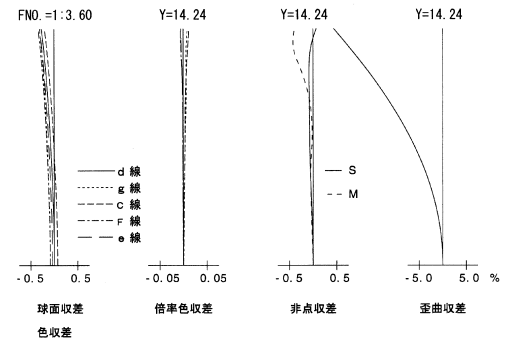 FNO.=1:3.60
Y=14.24
Y=14.24
Y=14.24
d 線
g 線
C 線
F 線
e 線
S
M
-0.5 0.5
-0.05 0.05
-0.5 0.5
-5.0 5.0 %
球面収差
色収差
倍率色収差
非点収差
歪曲収差